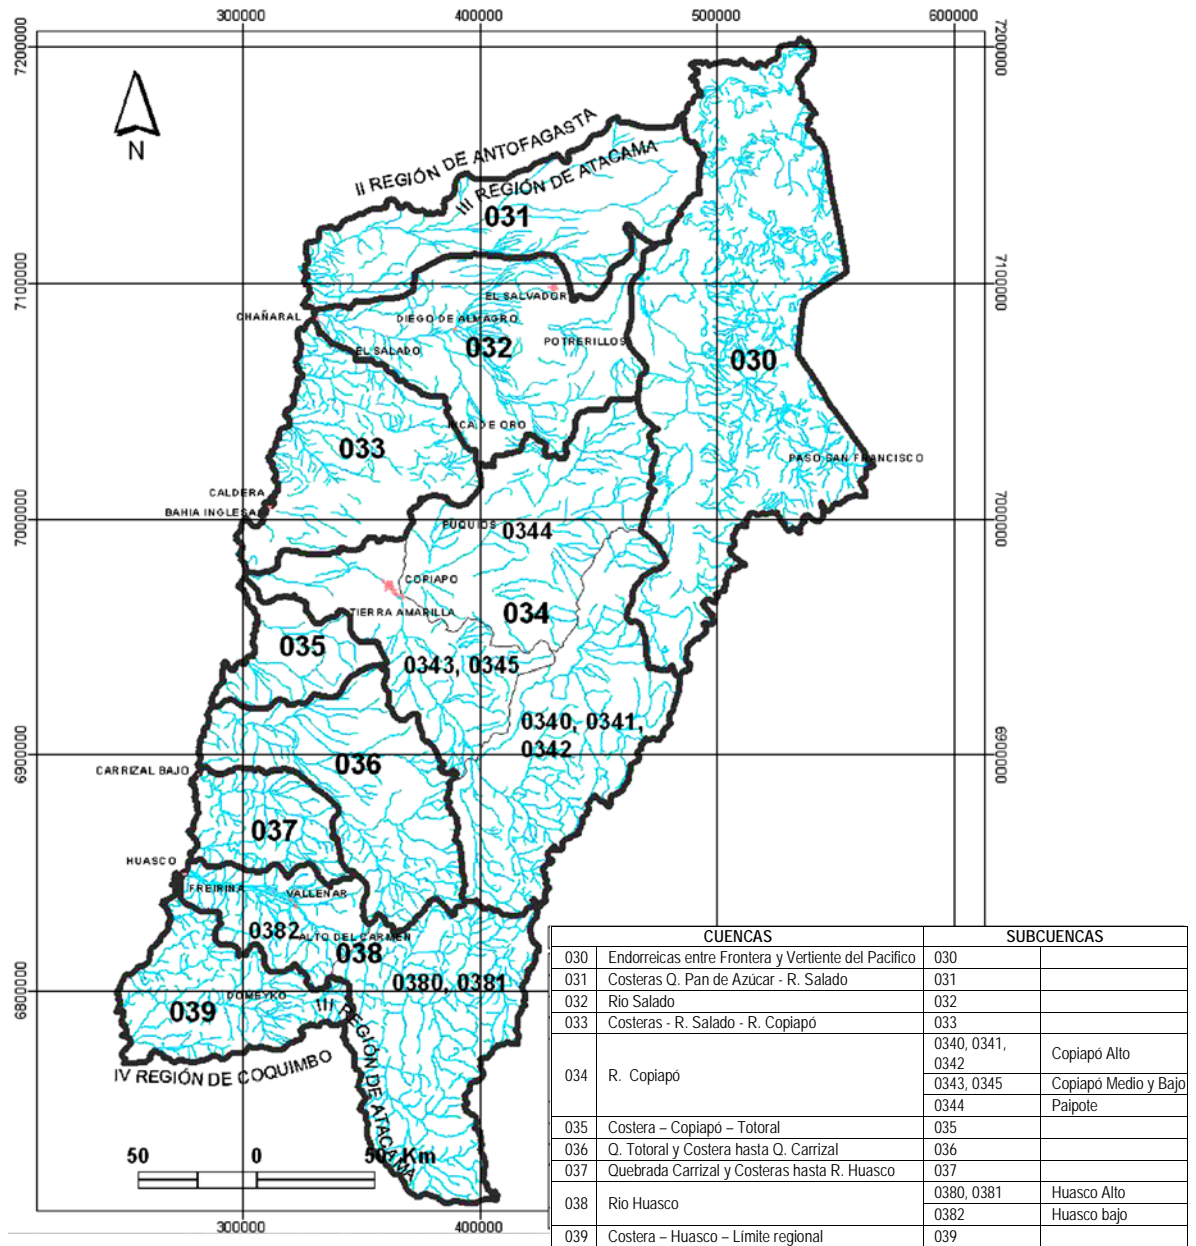 300000 400000 500000 600000
7200000
7200000
II REGIÓN DE ANTOFAGASTA
III REGIÓN DE ATACAMA
N
031
7100000
7100000
EL SALVADOR
CHAÑARAL
DIEGO DE ALMAGRO
032
POTRERILLOS
EL SALADO
030
INCA DE ORO
033
PASO SAN FRANCISCO
CALDERA
BAHIA INGLESA
7000000
7000000
PUQUIOS
0344
COPIAPO
TIERRA AMARILLA
034
035
0343, 0345
0340, 0341,
0342
6900000
6900000
036
CARRIZAL BAJO
037
HUASCO
FREIRINA
VALLENAR
0382
ALTO DEL CARMEN
038
0380, 0381
6800000
DOMEYKO
039
III REGIÓN DE ATACAMA
IV REGIÓN DE COQUIMBO
50 0 50 Km
300000 400000
CUENCAS SUBCUENCAS
030 Endorreicas entre Frontera y Vertiente del Pacifico 030
031 Costeras Q. Pan de Azúcar - R. Salado 031
032 Rio Salado 032
033 Costeras - R. Salado - R. Copiapó 033
034 R. Copiapó
0340, 0341,
0342
Copiapó Alto
0343, 0345 Copiapó Medio y Bajo
0344 Paipote
035 Costera – Copiapó – Totoral 035
036 Q. Totoral y Costera hasta Q. Carrizal 036
037 Quebrada Carrizal y Costeras hasta R. Huasco 037
038 Rio Huasco
0380, 0381 Huasco Alto
0382 Huasco bajo
039 Costera – Huasco – Límite regional 039